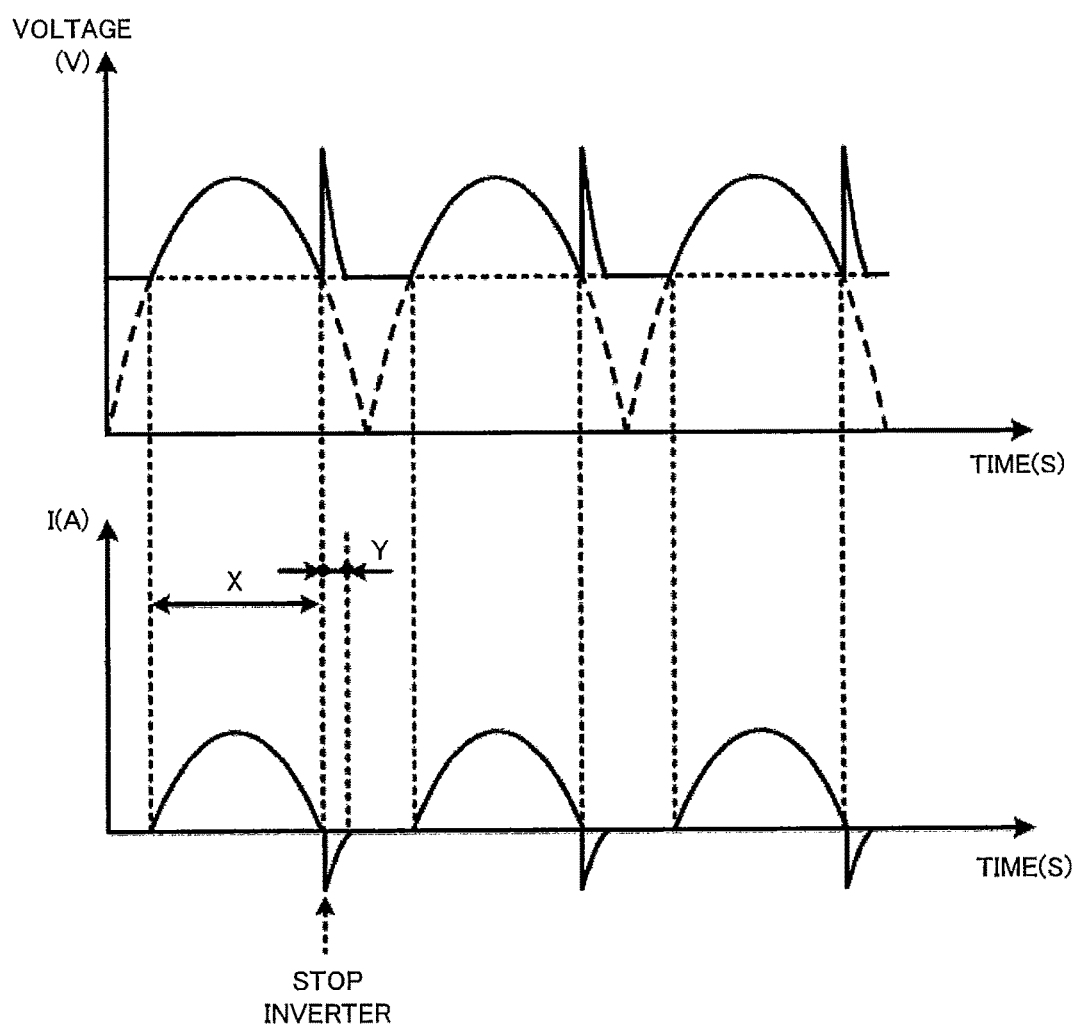 VOLTAGE
(V)
TIME(S)
I(A)
Y
X
TIME(S)
STOP
INVERTER